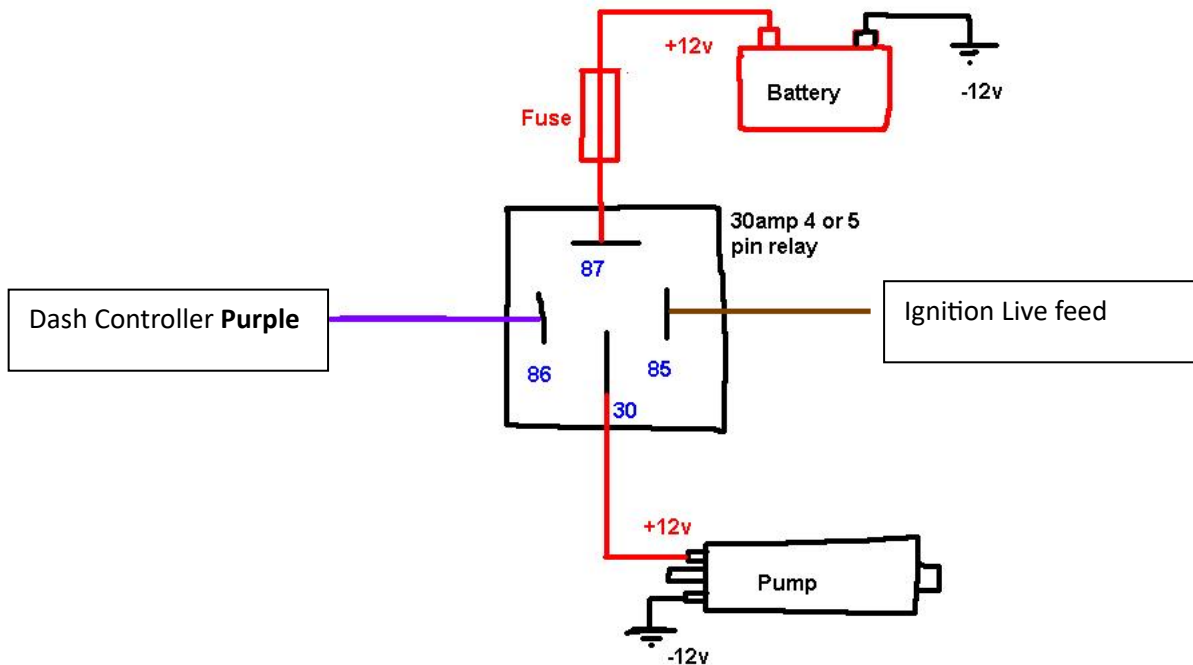 +12v
Battery
-12v
Fuse
30amp 4 or 5
pin relay
87
Dash Controller Purple
Ignition Live feed
86
85
30
+12v
Pump
-12v